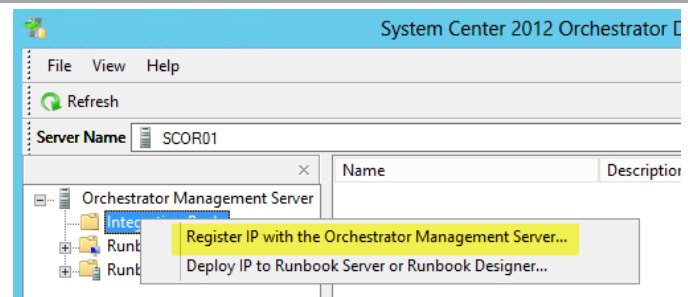 System Center 2012 Orchestrator D
File View Help
Refresh
Server Name SCOR01
Name Description
Orchestrator Management Server
Register IP with the Orchestrator Management Server...
Deploy IP to Runbook Server or Runbook Designer...